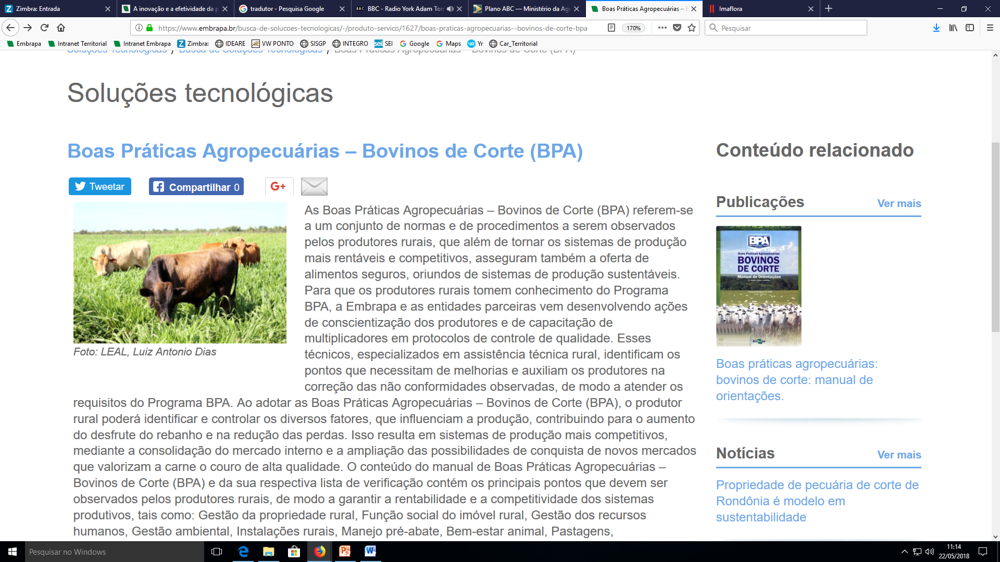 Zimbra: Entrada
A inovação e a efetividade da p
tradutor - Pesquisa Google
BBC - Radio York Adam Tom
Plano ABC — Ministério da Agr
Boas Práticas Agropecuárias – E
Imaflora
https://www.embrapa.br/busca-de-solucoes-tecnologicas/-/produto-servico/1627/boas-praticas-agropecuarias--bovinos-de-corte-bpa
170%
Pesquisar
Embrapa
Intranet Territorial
Intranet Embrapa
Zimbra:
IDEARE
VW PONTO
SISGP
INTEGRO
SEI
Google
Maps
Yr
Car_Territorial
Soluções Tecnológicas / Busca de Soluções Tecnológicas / Boas Práticas Agropecuárias – Bovinos de Corte (BPA)
Soluções tecnológicas
Boas Práticas Agropecuárias – Bovinos de Corte (BPA)
Tweetar
Compartilhar 0
G+
Foto: LEAL, Luiz Antonio Dias
As Boas Práticas Agropecuárias – Bovinos de Corte (BPA) referem-se
a um conjunto de normas e de procedimentos a serem observados
pelos produtores rurais, que além de tornar os sistemas de produção
mais rentáveis e competitivos, asseguram também a oferta de
alimentos seguros, oriundos de sistemas de produção sustentáveis.
Para que os produtores rurais tomem conhecimento do Programa
BPA, a Embrapa e as entidades parceiras vem desenvolvendo ações
de conscientização dos produtores e de capacitação de
multiplicadores em protocolos de controle de qualidade. Esses
técnicos, especializados em assistência técnica rural, identificam os
pontos que necessitam de melhorias e auxiliam os produtores na
correção das não conformidades observadas, de modo a atender os
requisitos do Programa BPA. Ao adotar as Boas Práticas Agropecuárias – Bovinos de Corte (BPA), o produtor
rural poderá identificar e controlar os diversos fatores, que influenciam a produção, contribuindo para o aumento
do desfrute do rebanho e na redução das perdas. Isso resulta em sistemas de produção mais competitivos,
mediante a consolidação do mercado interno e a ampliação das possibilidades de conquista de novos mercados
que valorizam a carne o couro de alta qualidade. O conteúdo do manual de Boas Práticas Agropecuárias –
Bovinos de Corte (BPA) e da sua respectiva lista de verificação contém os principais pontos que devem ser
observados pelos produtores rurais, de modo a garantir a rentabilidade e a competitividade dos sistemas
produtivos, tais como: Gestão da propriedade rural, Função social do imóvel rural, Gestão dos recursos
humanos, Gestão ambiental, Instalações rurais, Manejo pré-abate, Bem-estar animal, Pastagens,
Conteúdo relacionado
Publicações
Ver mais
BPA
Boas Práticas Agropecuárias
BOVINOS
DE CORTE
Manual de Orientações
Embrapa
Boas práticas agropecuárias:
bovinos de corte: manual de
orientações.
Notícias
Ver mais
Propriedade de pecuária de corte de
Rondônia é modelo em
sustentabilidade
Pesquisar no Windows
11:14
22/05/2018